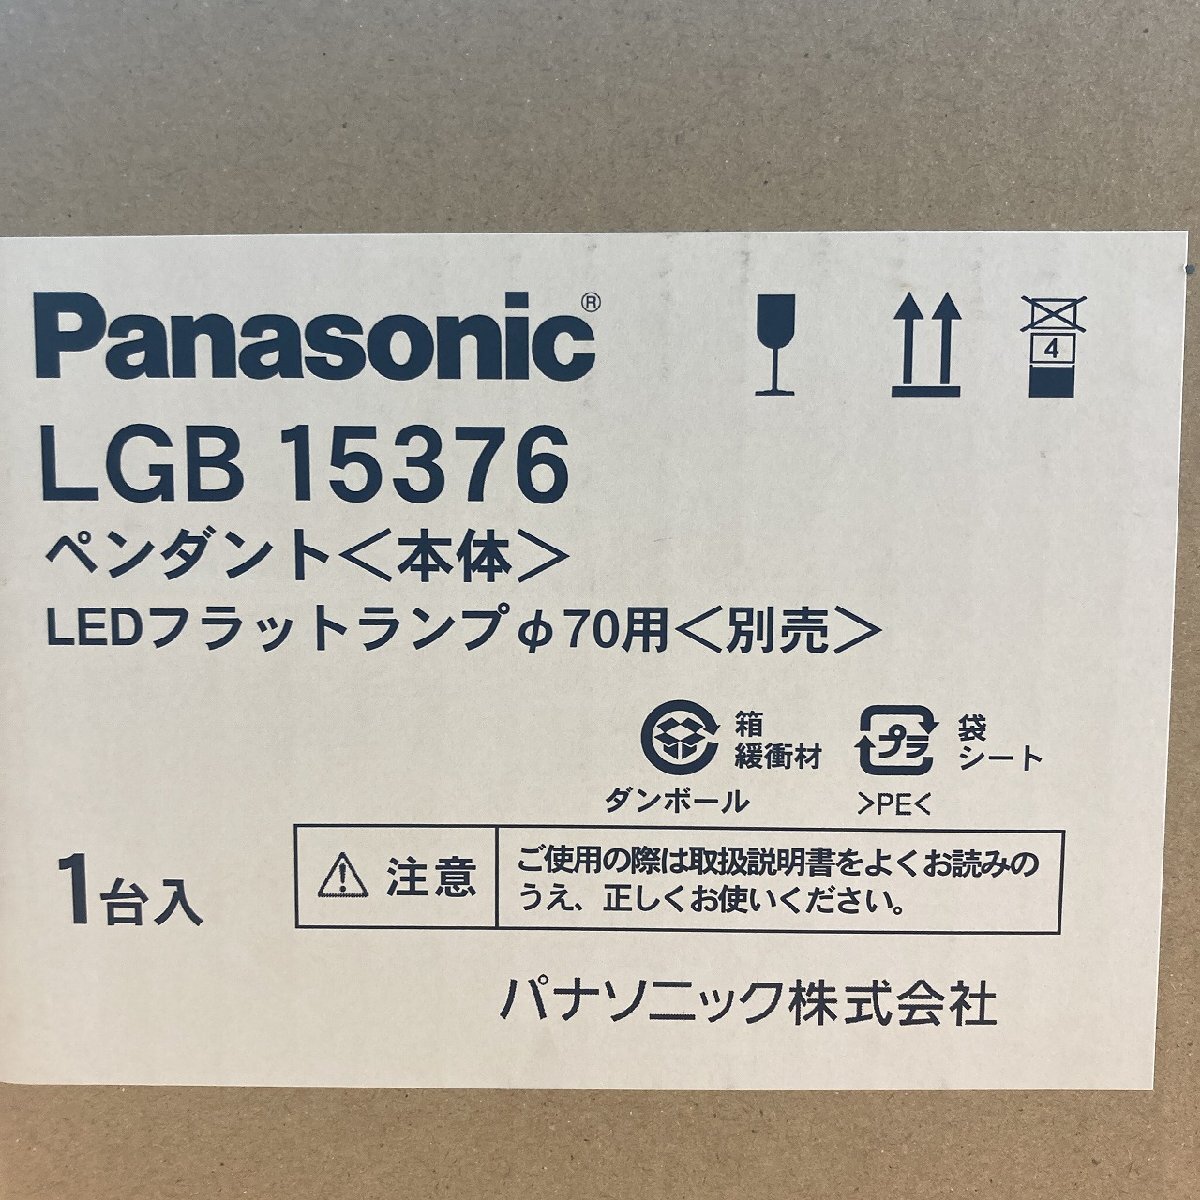 Panasonic®
LGB 15376
ペンダント<本体>
LEDフラットランプφ70用<別売>
4
箱
緩衝材
ダンボール
プラ
袋
シート
>PE<
1台入
注意
ご使用の際は取扱説明書をよくお読みの
うえ、正しくお使いください。
パナソニック株式会社